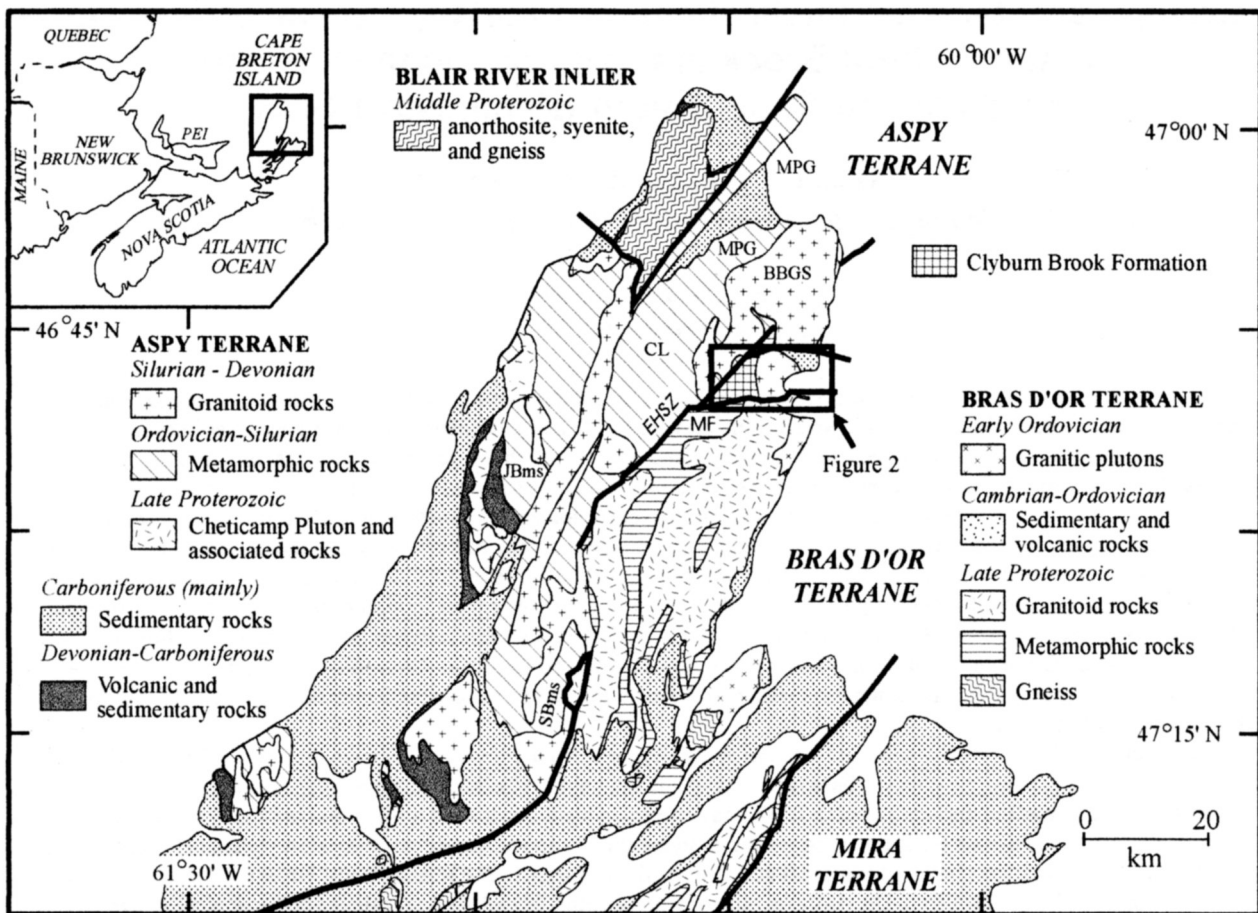 QUEBEC
CAPE
BRETON
ISLAND
MAINE
NEW
BRUNSWICK
PEI
NOVA SCOTIA
ATLANTIC
OCEAN
BLAIR RIVER INLIER
Middle Proterozoic
anorthosite, syenite,
and gneiss
60°00' W
ASPY
TERRANE
47°00' N
MPG
MPG
BBGS
Clyburn Brook Formation
46°45' N
ASPY TERRANE
Silurian - Devonian
Granitoid rocks
Ordovician-Silurian
Metamorphic rocks
Late Proterozoic
Cheticamp Pluton and
associated rocks
Carboniferous (mainly)
Sedimentary rocks
Devonian-Carboniferous
Volcanic and
sedimentary rocks
CL
EHSZ
MF
JBms
SBms
Figure 2
BRAS D'OR
TERRANE
BRAS D'OR TERRANE
Early Ordovician
Granitic plutons
Cambrian-Ordovician
Sedimentary and
volcanic rocks
Late Proterozoic
Granitoid rocks
Metamorphic rocks
Gneiss
47°15' N
0 20
km
61°30' W
MIRA
TERRANE